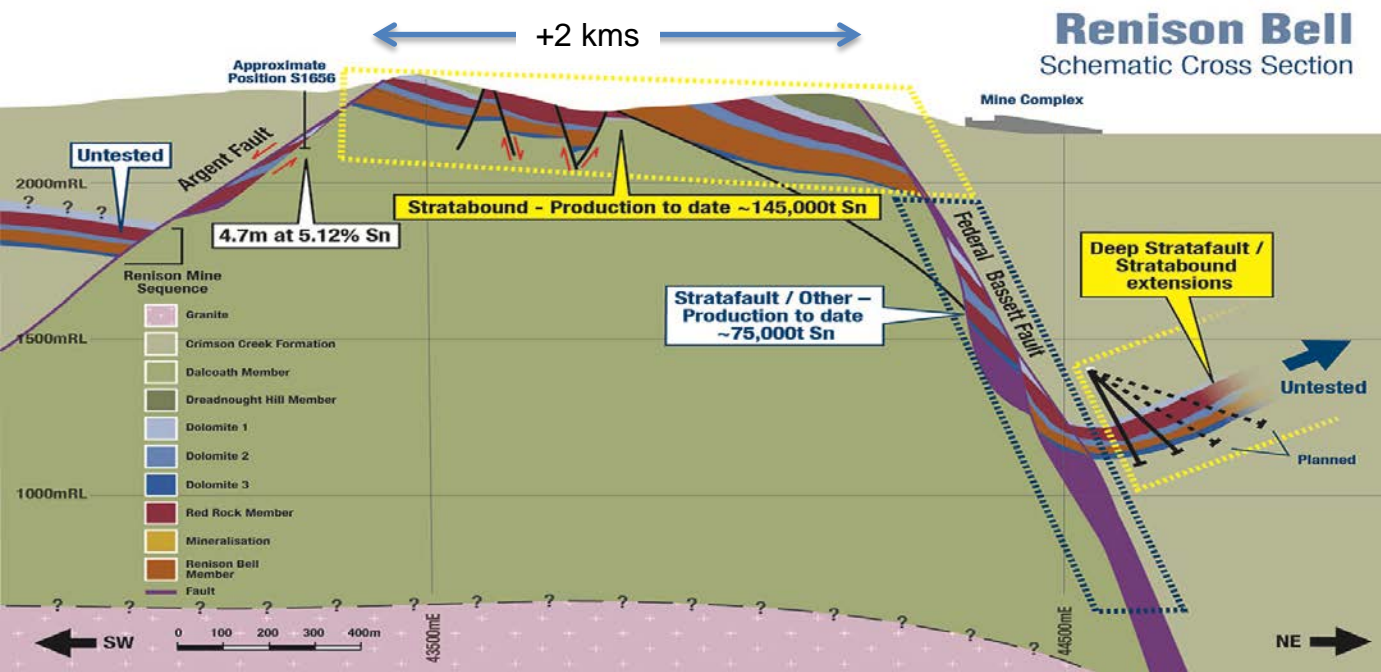 +2 kms
Renison Bell
Schematic Cross Section
Approximate
Position S1656
Mine Complex
Untested
Argent Fault
2000mRL
? ? ?
Stratabound - Production to date ~145,000t Sn
4.7m at 5.12% Sn
Federal Bassett Fault
Deep Stratafault /
Stratabound
extensions
Renison Mine
Sequence
Stratafault / Other –
Production to date
~75,000t Sn
Granite
1500mRL
Crimson Creek Formation
Dalcoath Member
Untested
Dreadnought Hill Member
Dolomite 1
Dolomite 2
Planned
Dolomite 3
1000mRL
Red Rock Member
Mineralisation
Renison Bell
Member
Fault
? ? ? ? ? ? ? ? ? ? ? ?
SW
0 100 200 300 400m
43500mE
44500mE
NE